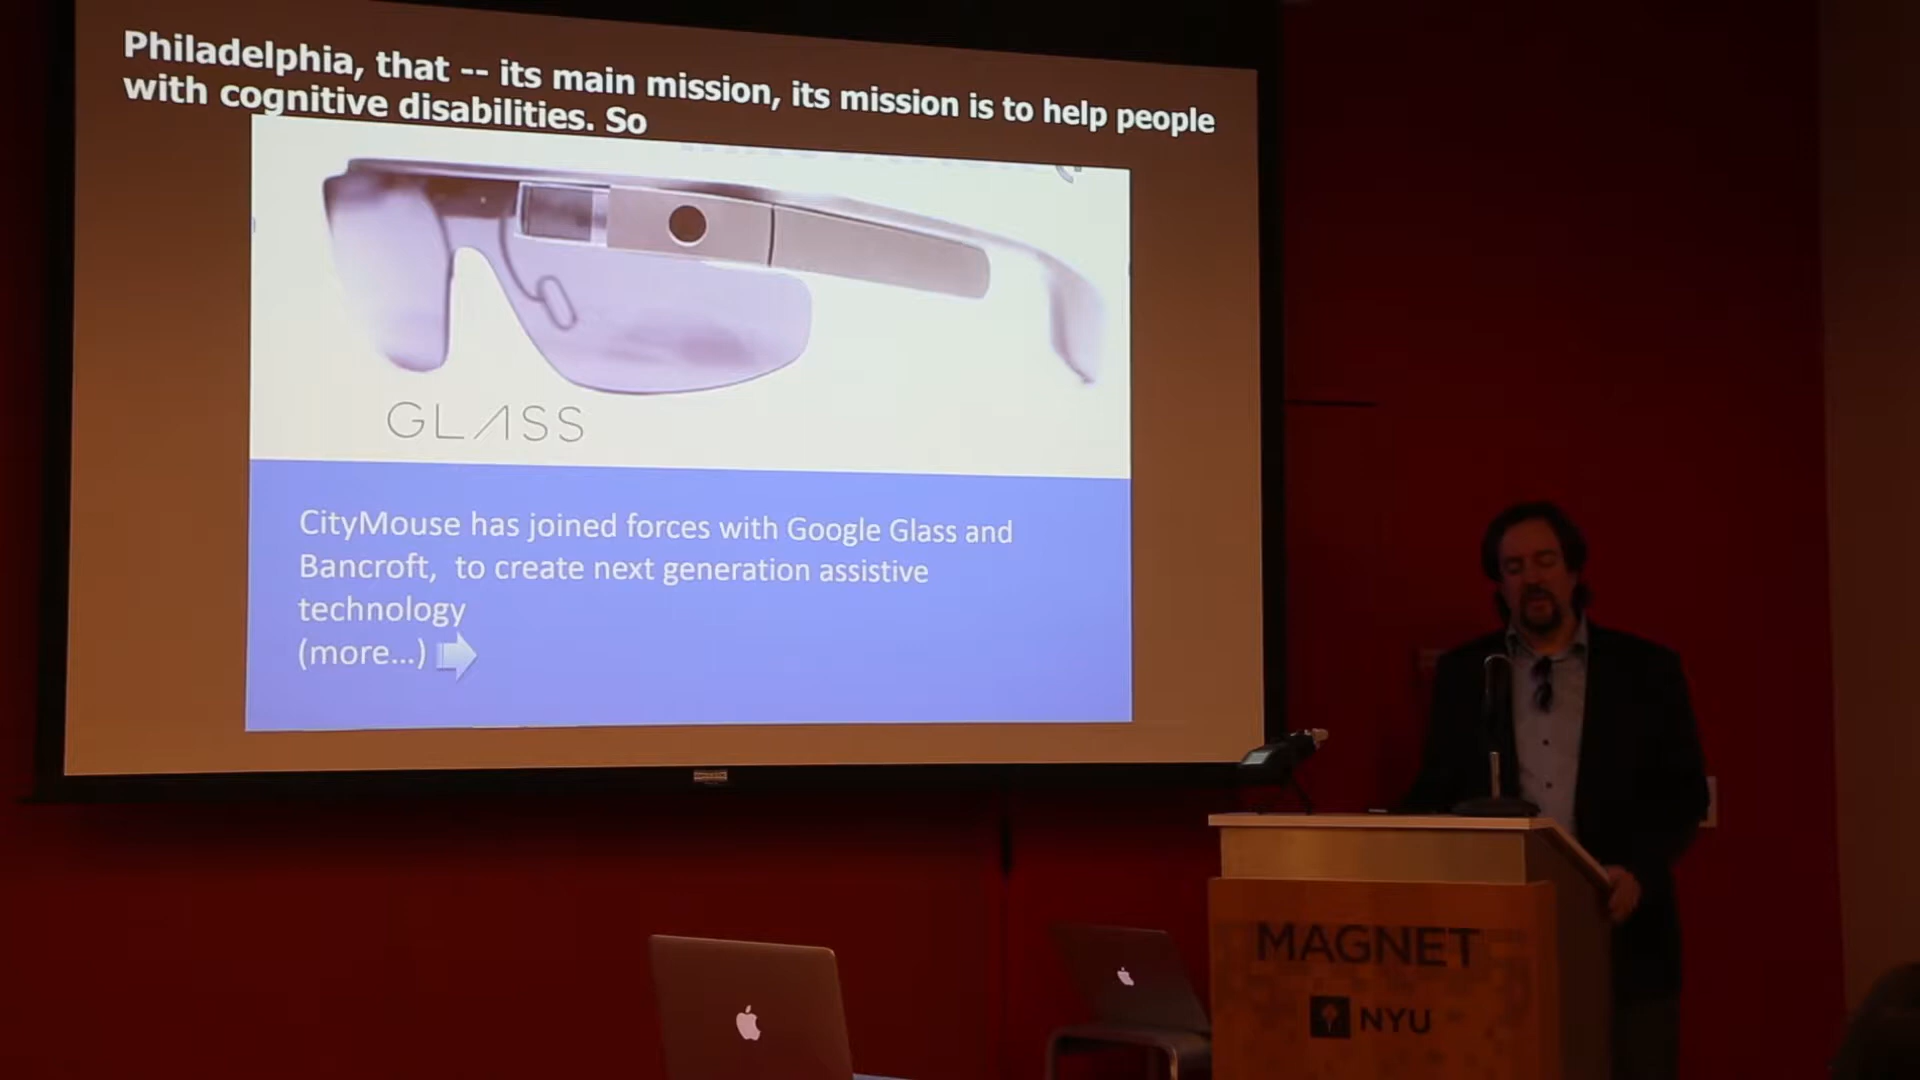 Philadelphia, that -- its main mission, its mission is to help people
with cognitive disabilities. So
GLASS
CityMouse has joined forces with Google Glass and
Bancroft,  to create next generation assistive
technology
(more...)
MAGNET
NYU